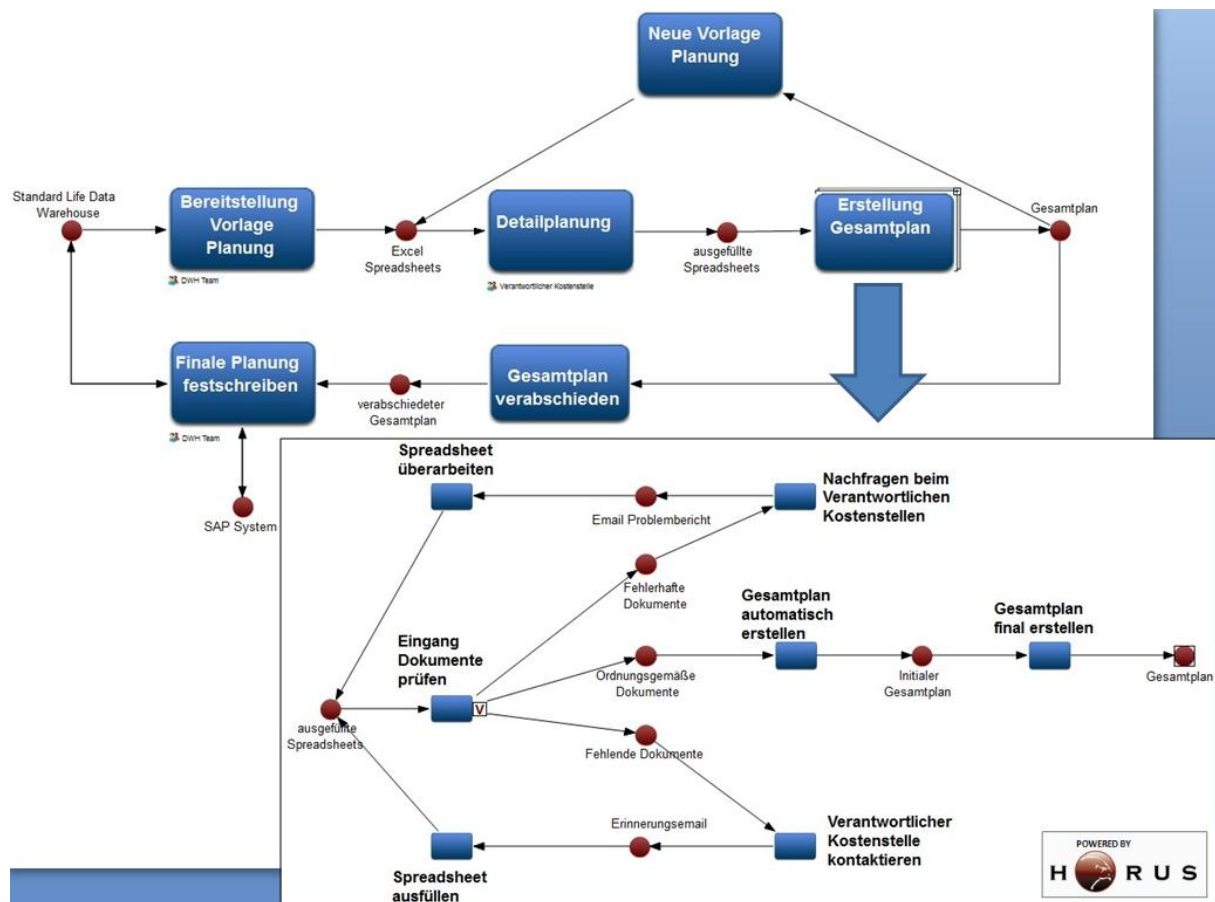 Neue Vorlage
Planung
Standard Life Data
Warehouse
Bereitstellung
Vorlage
Planung
DWH Team
Excel
Spreadsheets
Detailplanung
Verantwortlicher Kostenstelle
ausgefüllte
Spreadsheets
Erstellung
Gesamtplan
Gesamtplan
Finale Planung
festschreiben
DWH Team
verabschiedeter
Gesamtplan
Gesamtplan
verabschieden
SAP System
Spreadsheet
überarbeiten
Email Problembericht
Nachfragen beim
Verantwortlichen
Kostenstellen
Fehlerhafte
Dokumente
Eingang
Dokumente
prüfen
V
Ordnungsgemäße
Dokumente
Gesamtplan
automatisch
erstellen
Initialer
Gesamtplan
Gesamtplan
final erstellen
Gesamtplan
ausgefüllte
Spreadsheets
Fehlende Dokumente
Erinnerungsemail
Verantwortlicher
Kostenstelle
kontaktieren
Spreadsheet
ausfüllen
POWERED BY
HORUS